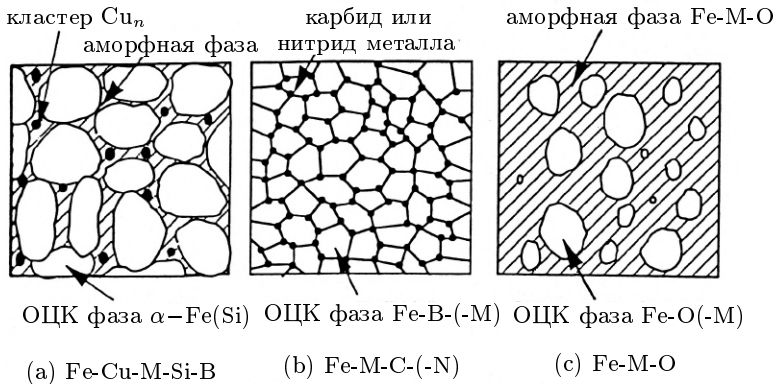 кластер Cuₙ
аморфная фаза
карбид или
нитрид металла
аморфная фаза Fe-M-O
ОЦК фаза α−Fe(Si)
ОЦК фаза Fe-B-(-M)
ОЦК фаза Fe-O(-M)
(a) Fe-Cu-M-Si-B
(b) Fe-M-C-(-N)
(c) Fe-M-O